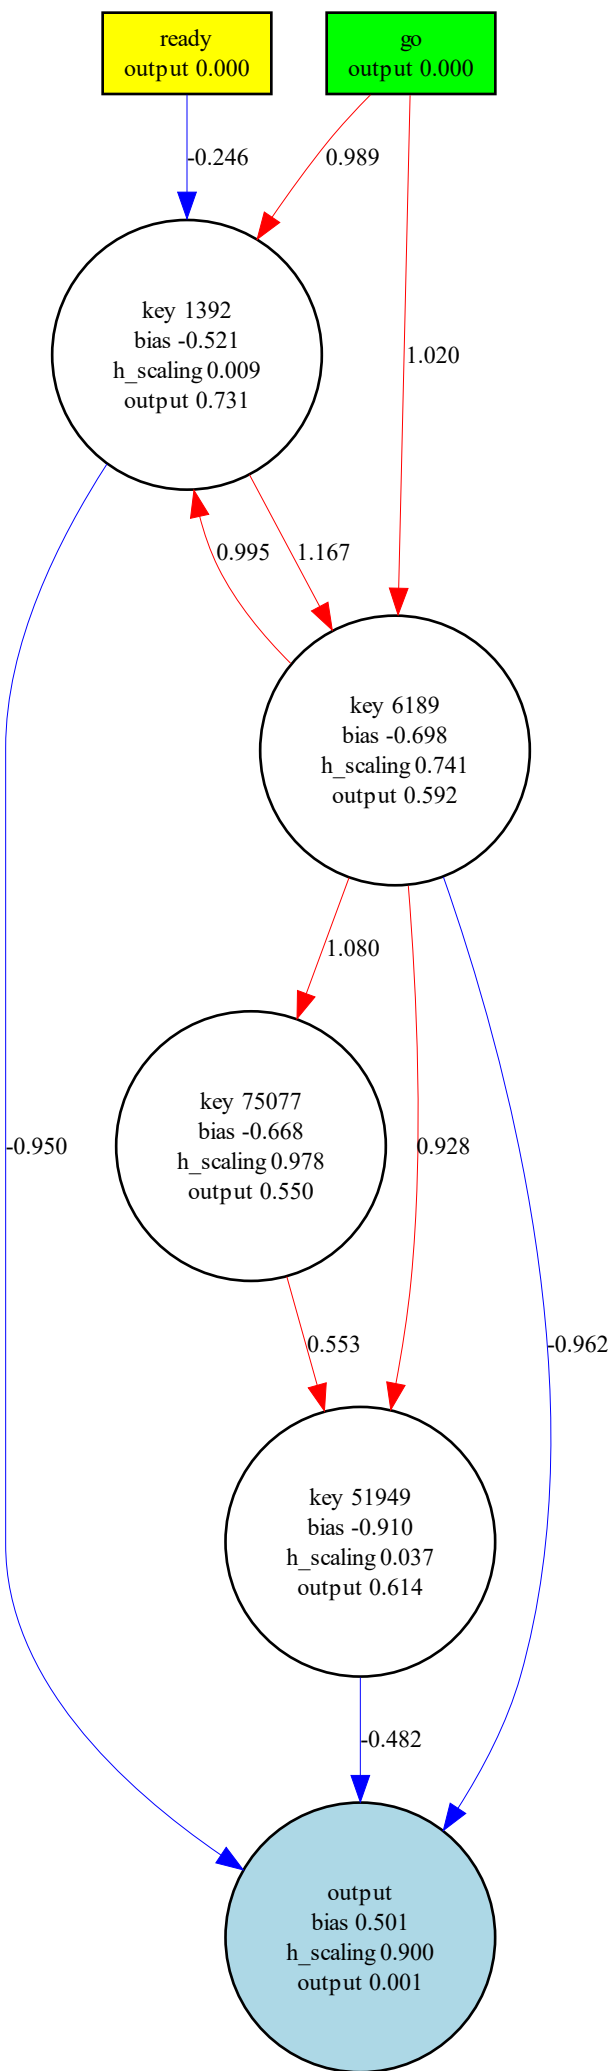 ready
output 0.000
go
output 0.000
-0.246
0.989
key 1392
bias -0.521
h_scaling 0.009
output 0.731
1.020
0.995
1.167
key 6189
bias -0.698
h_scaling 0.741
output 0.592
1.080
key 75077
bias -0.668
h_scaling 0.978
output 0.550
-0.950
0.928
0.553
-0.962
key 51949
bias -0.910
h_scaling 0.037
output 0.614
-0.482
output
bias 0.501
h_scaling 0.900
output 0.001